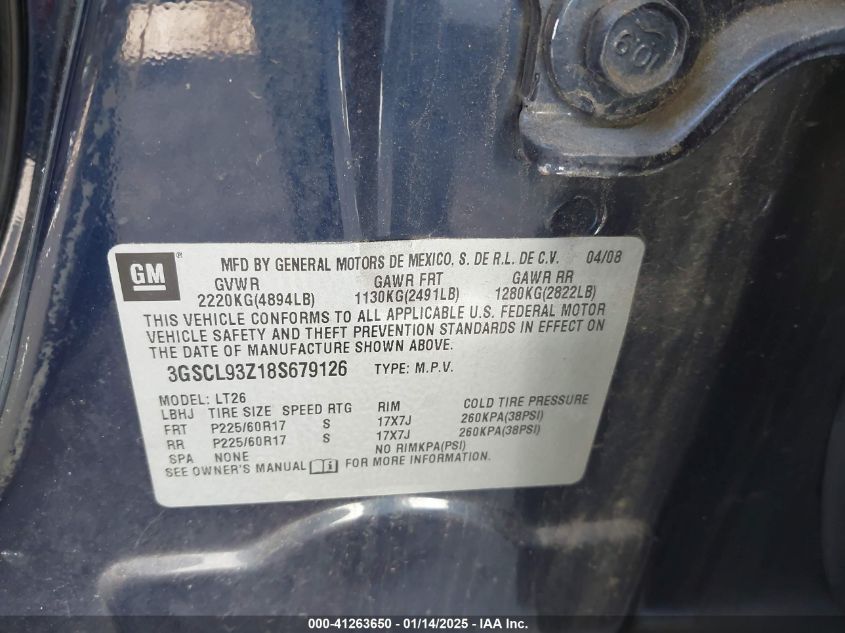 601
GM ®
MFD BY GENERAL MOTORS DE MEXICO, S. DE R.L. DE C.V. 04/08
GVWR GAWR FRT GAWR RR
2220KG(4894LB) 1130KG(2491LB) 1280KG(2822LB)
THIS VEHICLE CONFORMS TO ALL APPLICABLE U.S. FEDERAL MOTOR
VEHICLE SAFETY AND THEFT PREVENTION STANDARDS IN EFFECT ON
THE DATE OF MANUFACTURE SHOWN ABOVE.
3GSCL93Z18S679126 TYPE: M.P.V.
MODEL: LT26
LBHJ TIRE SIZE SPEED RTG RIM COLD TIRE PRESSURE
FRT P225/60R17 S 17X7J 260KPA(38PSI)
RR P225/60R17 S 17X7J 260KPA(38PSI)
SPA NONE NO RIMKPA(PSI)
SEE OWNER'S MANUAL FOR MORE INFORMATION.
000-41263650 - 01/14/2025 - IAA Inc.